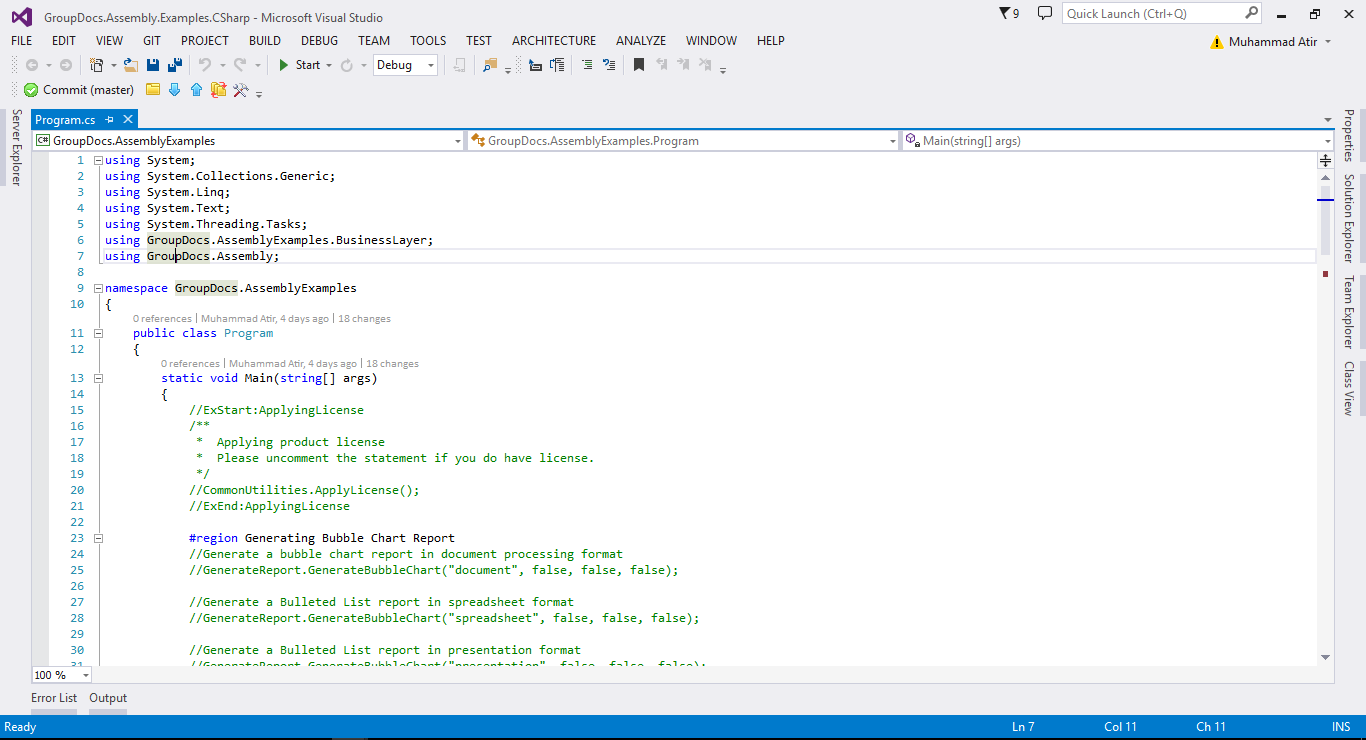 GroupDocs.Assembly.Examples.CSharp - Microsoft Visual Studio
9
Quick Launch (Ctrl+Q)
FILE EDIT VIEW GIT PROJECT BUILD DEBUG TEAM TOOLS TEST ARCHITECTURE ANALYZE WINDOW HELP
Muhammad Atir
Start Debug
Commit (master)
Server Explorer
Program.cs
C# GroupDocs.AssemblyExamples
GroupDocs.AssemblyExamples.Program
Main(string[] args)
1 using System;
2 using System.Collections.Generic;
3 using System.Linq;
4 using System.Text;
5 using System.Threading.Tasks;
6 using GroupDocs.AssemblyExamples.BusinessLayer;
7 using GroupDocs.Assembly;
8
9 namespace GroupDocs.AssemblyExamples
10 {
0 references | Muhammad Atir, 4 days ago | 18 changes
11 public class Program
12 {
0 references | Muhammad Atir, 4 days ago | 18 changes
13 static void Main(string[] args)
14 {
15 //ExStart:ApplyingLicense
16 /**
17 * Applying product license
18 * Please uncomment the statement if you do have license.
19 */
20 //CommonUtilities.ApplyLicense();
21 //ExEnd:ApplyingLicense
22
23 #region Generating Bubble Chart Report
24 //Generate a bubble chart report in document processing format
25 //GenerateReport.GenerateBubbleChart("document", false, false, false);
26
27 //Generate a Bulleted List report in spreadsheet format
28 //GenerateReport.GenerateBubbleChart("spreadsheet", false, false, false);
29
30 //Generate a Bulleted List report in presentation format
31 //GenerateReport.GenerateBubbleChart("presentation", false, false, false);
Properties
Solution Explorer
Team Explorer
Class View
100 %
Error List Output
Ready Ln 7 Col 11 Ch 11 INS